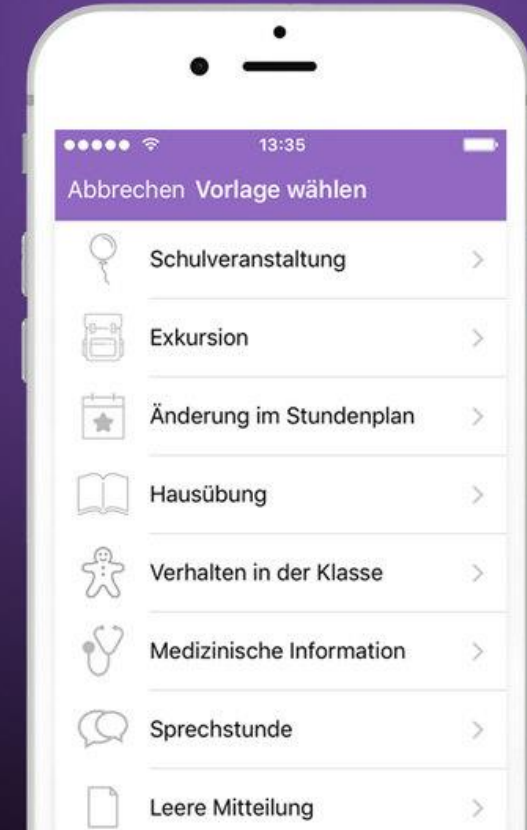 13:35
Abbrechen Vorlage wählen
Schulveranstaltung
Exkursion
Änderung im Stundenplan
Hausübung
Verhalten in der Klasse
Medizinische Information
Sprechstunde
Leere Mitteilung